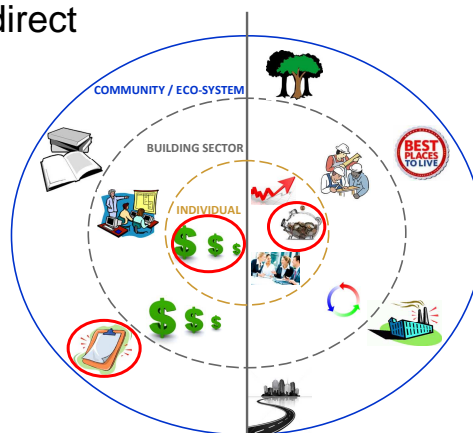 direct
COMMUNITY / ECO-SYSTEM
BUILDING SECTOR
INDIVIDUAL
BEST
PLACES
TO LIVE
$ $ $
$ $ $